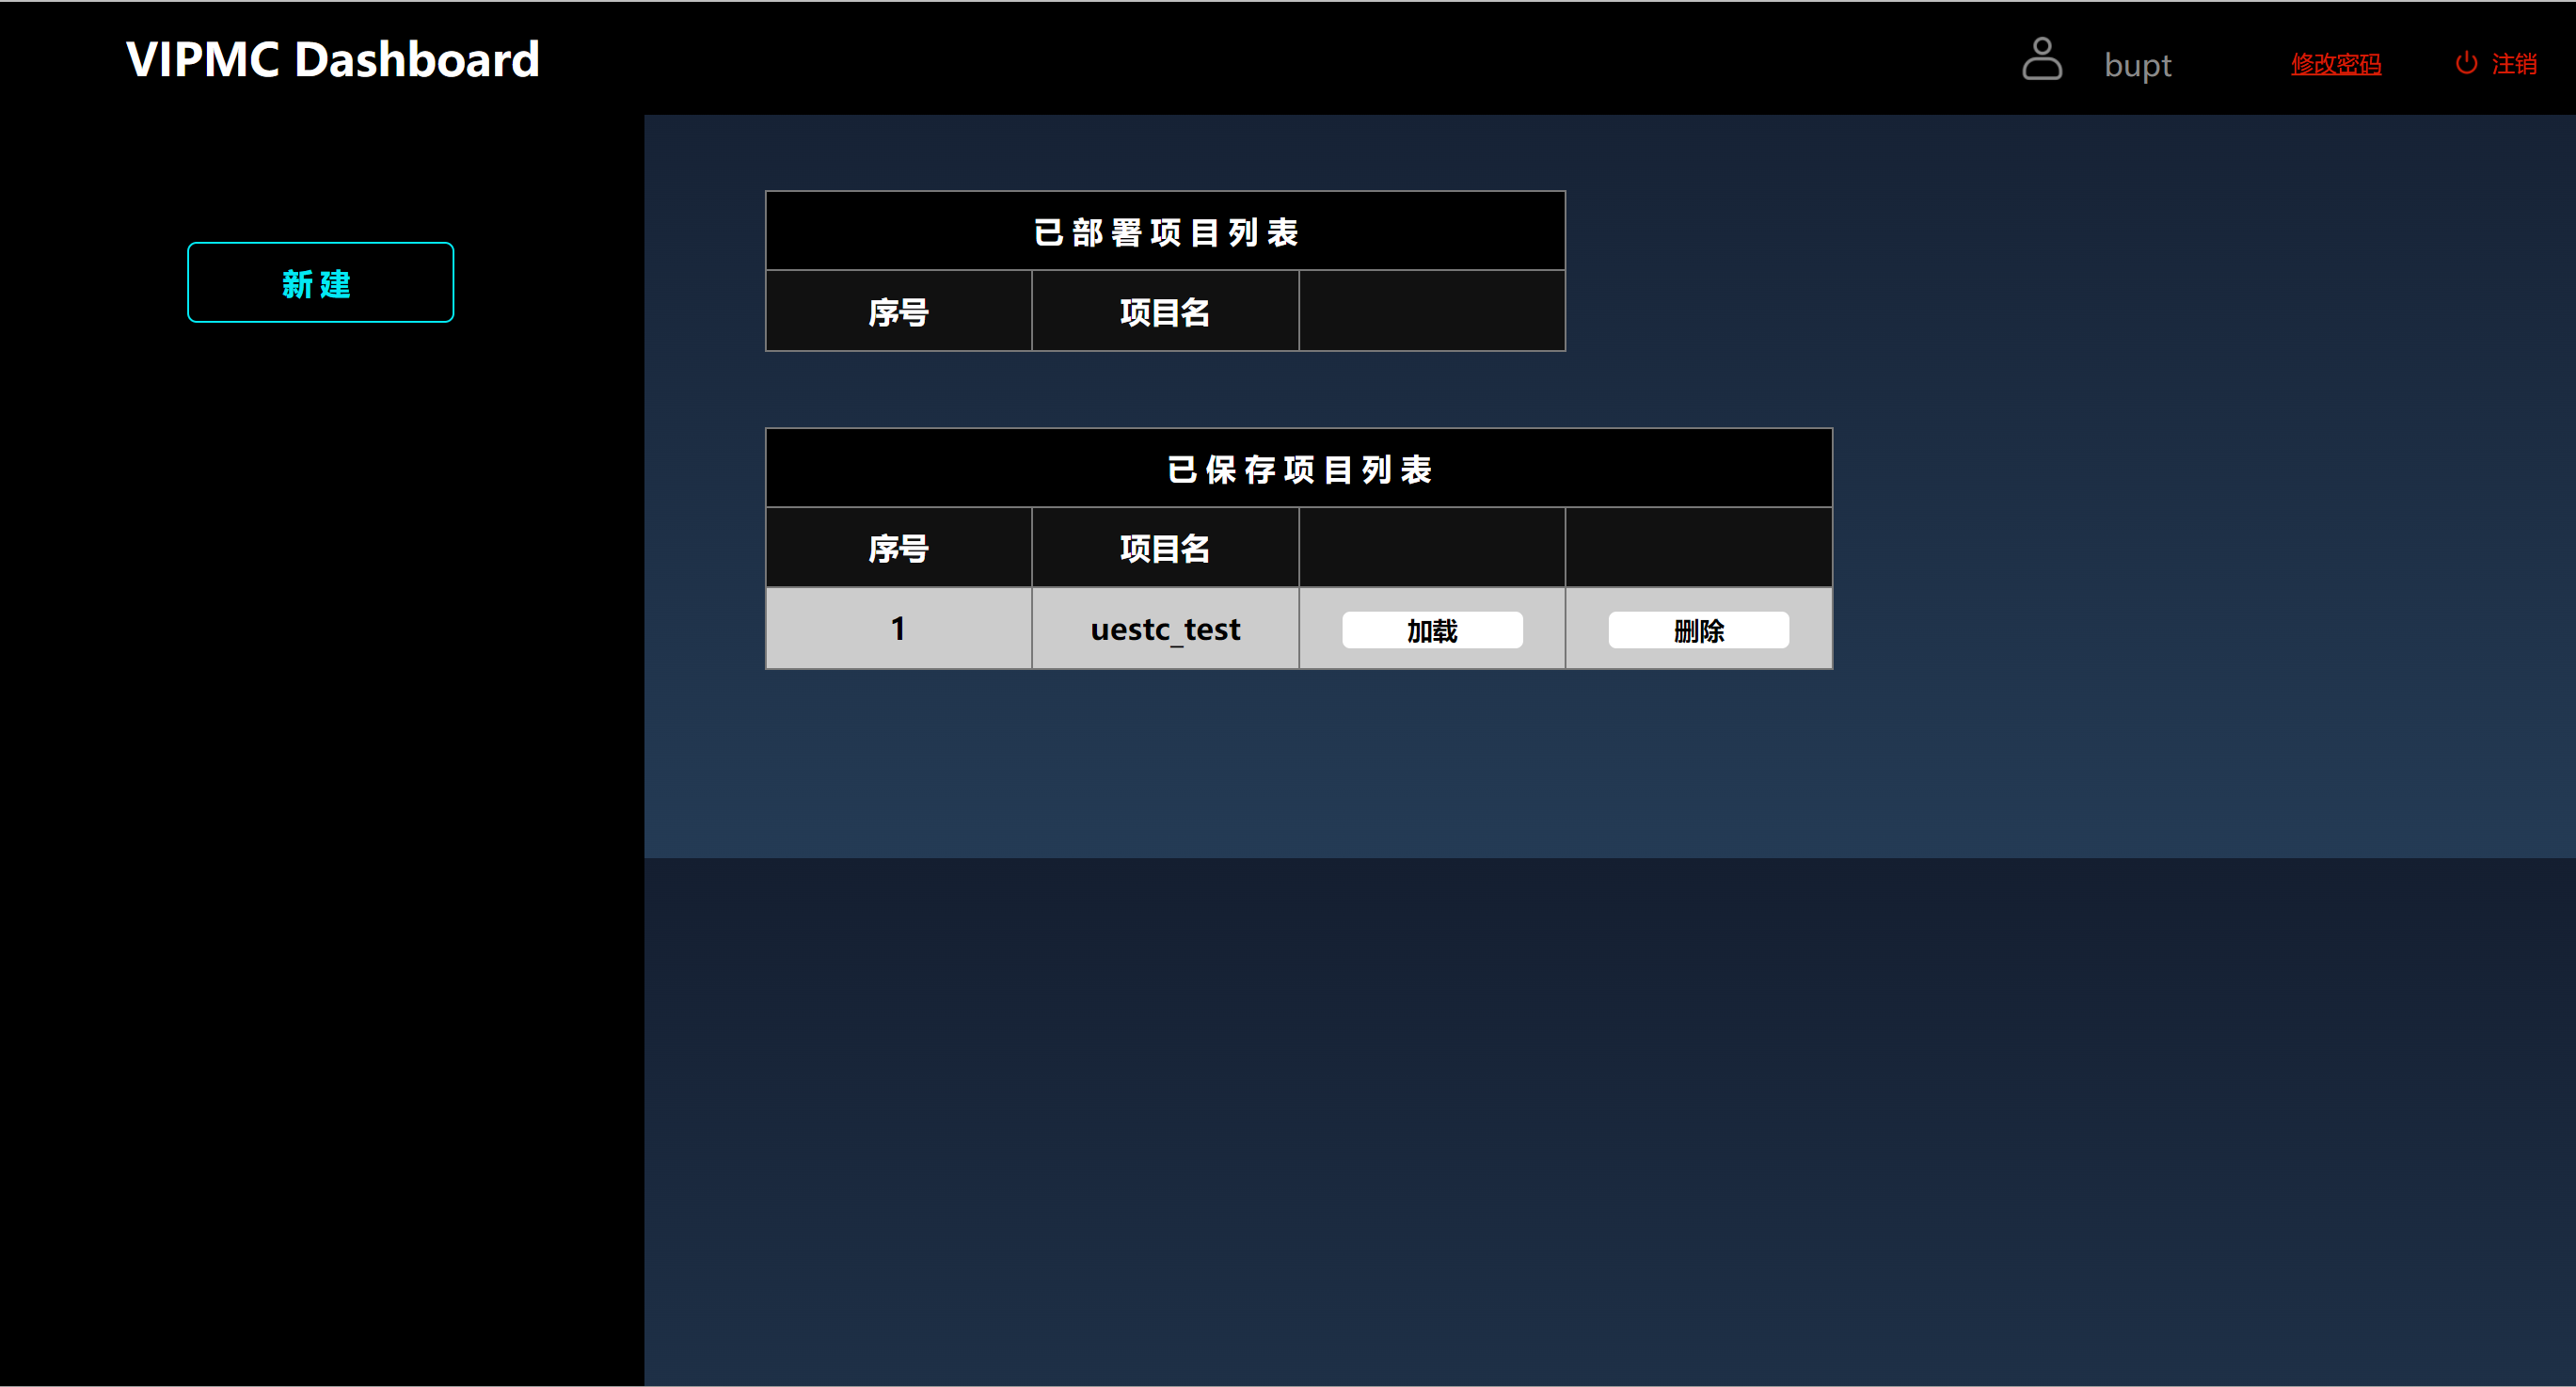 VIPMC Dashboard
bupt
修改密码
注销
新建
已部署项目列表
序号 项目名
已保存项目列表
序号 项目名
1 uestc_test 加载 删除